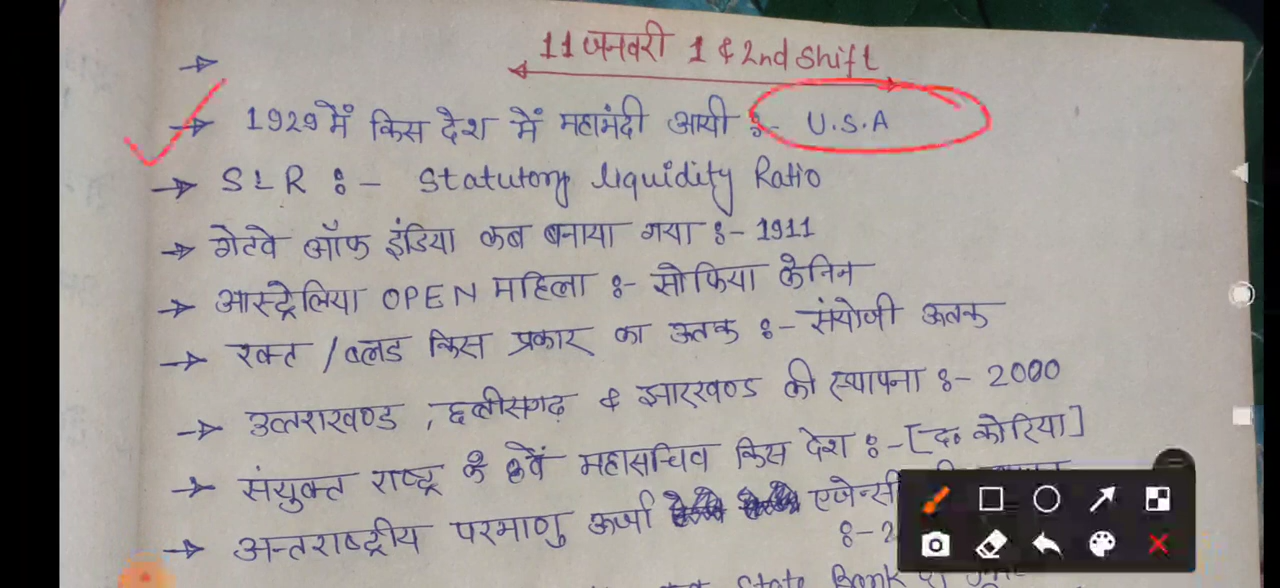 11 जनवरी 1 & 2nd shift
→
→ 1929 में किस देश में महामंदी आयी :- U.S.A
→ SLR :- Statutory liquidity Ratio
→ गेटवे ऑफ इंडिया कब बनाया गया :- 1911
→ आस्ट्रेलिया OPEN महिला :- सोफिया केनिन
→ रक्त / ब्लड किस प्रकार का ऊतक :- संयोजी ऊतक
→ उत्तराखण्ड , छत्तीसगढ़ & झारखण्ड की स्थापना :- 2000
→ संयुक्त राष्ट्र के 8वें महासचिव किस देश :- [द० कोरिया]
→ अन्तराष्ट्रीय परमाणु ऊर्जा एजेन्सी
:- 2
State Bank